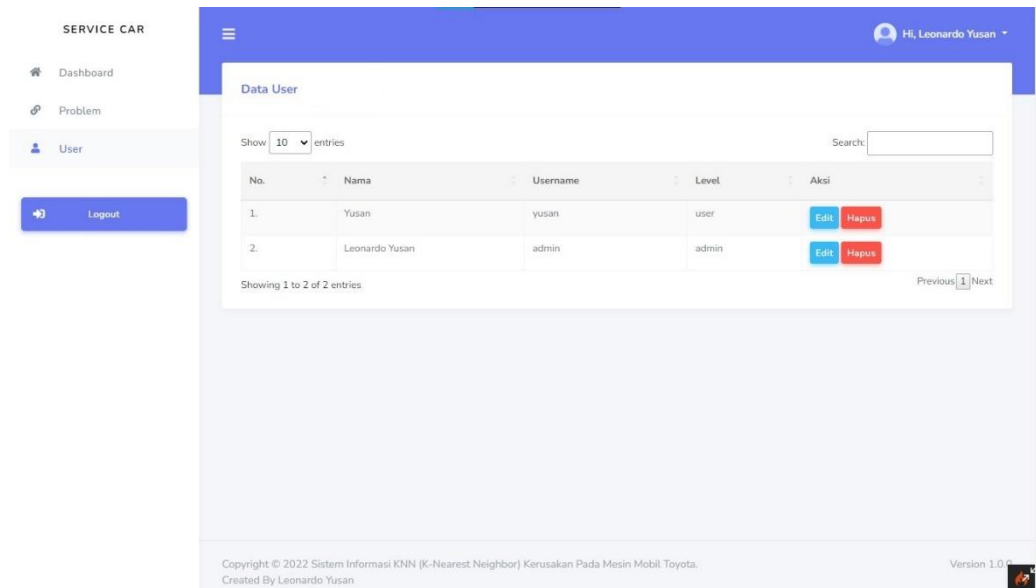 SERVICE CAR
Hi, Leonardo Yusan
Dashboard
Problem
User
Logout
Data User
Show 10 entries
Search:
No. Nama Username Level Aksi
1. Yusan yusan user Edit Hapus
2. Leonardo Yusan admin admin Edit Hapus
Showing 1 to 2 of 2 entries
Previous 1 Next
Copyright © 2022 Sistem Informasi KNN (K-Nearest Neighbor) Kerusakan Pada Mesin Mobil Toyota.
Created By Leonardo Yusan
Version 1.0.0